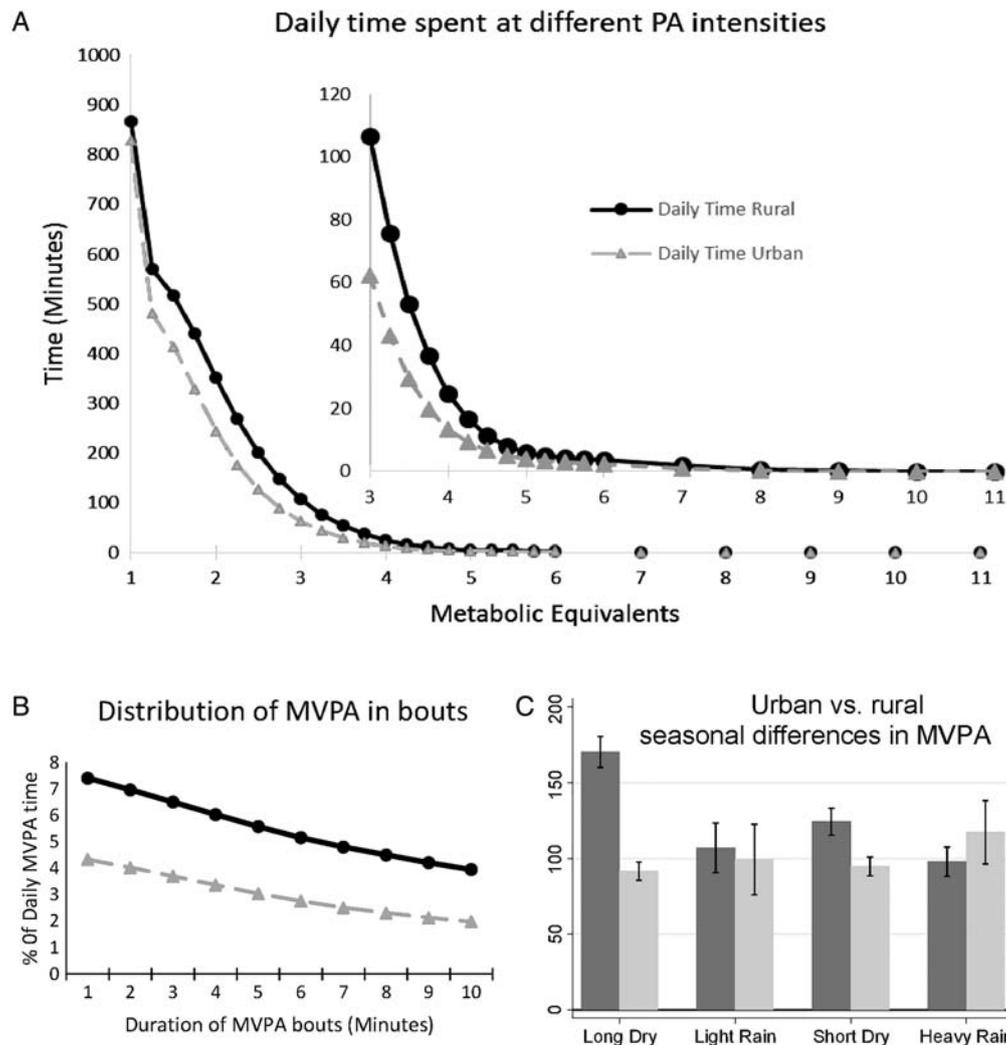 A
Daily time spent at different PA intensities
1000
900
800
700
600
500
400
300
200
100
0
Time (Minutes)
1 2 3 4 5 6 7 8 9 10 11
Metabolic Equivalents
120
100
80
60
40
20
0
3 4 5 6 7 8 9 10 11
Daily Time Rural
Daily Time Urban
B
Distribution of MVPA in bouts
% Of Daily MVPA time
8
7
6
5
4
3
2
1
0
1 2 3 4 5 6 7 8 9 10
Duration of MVPA bouts (Minutes)
C
Urban vs. rural
seasonal differences in MVPA
200
150
100
50
0
Long Dry Light Rain Short Dry Heavy Rain